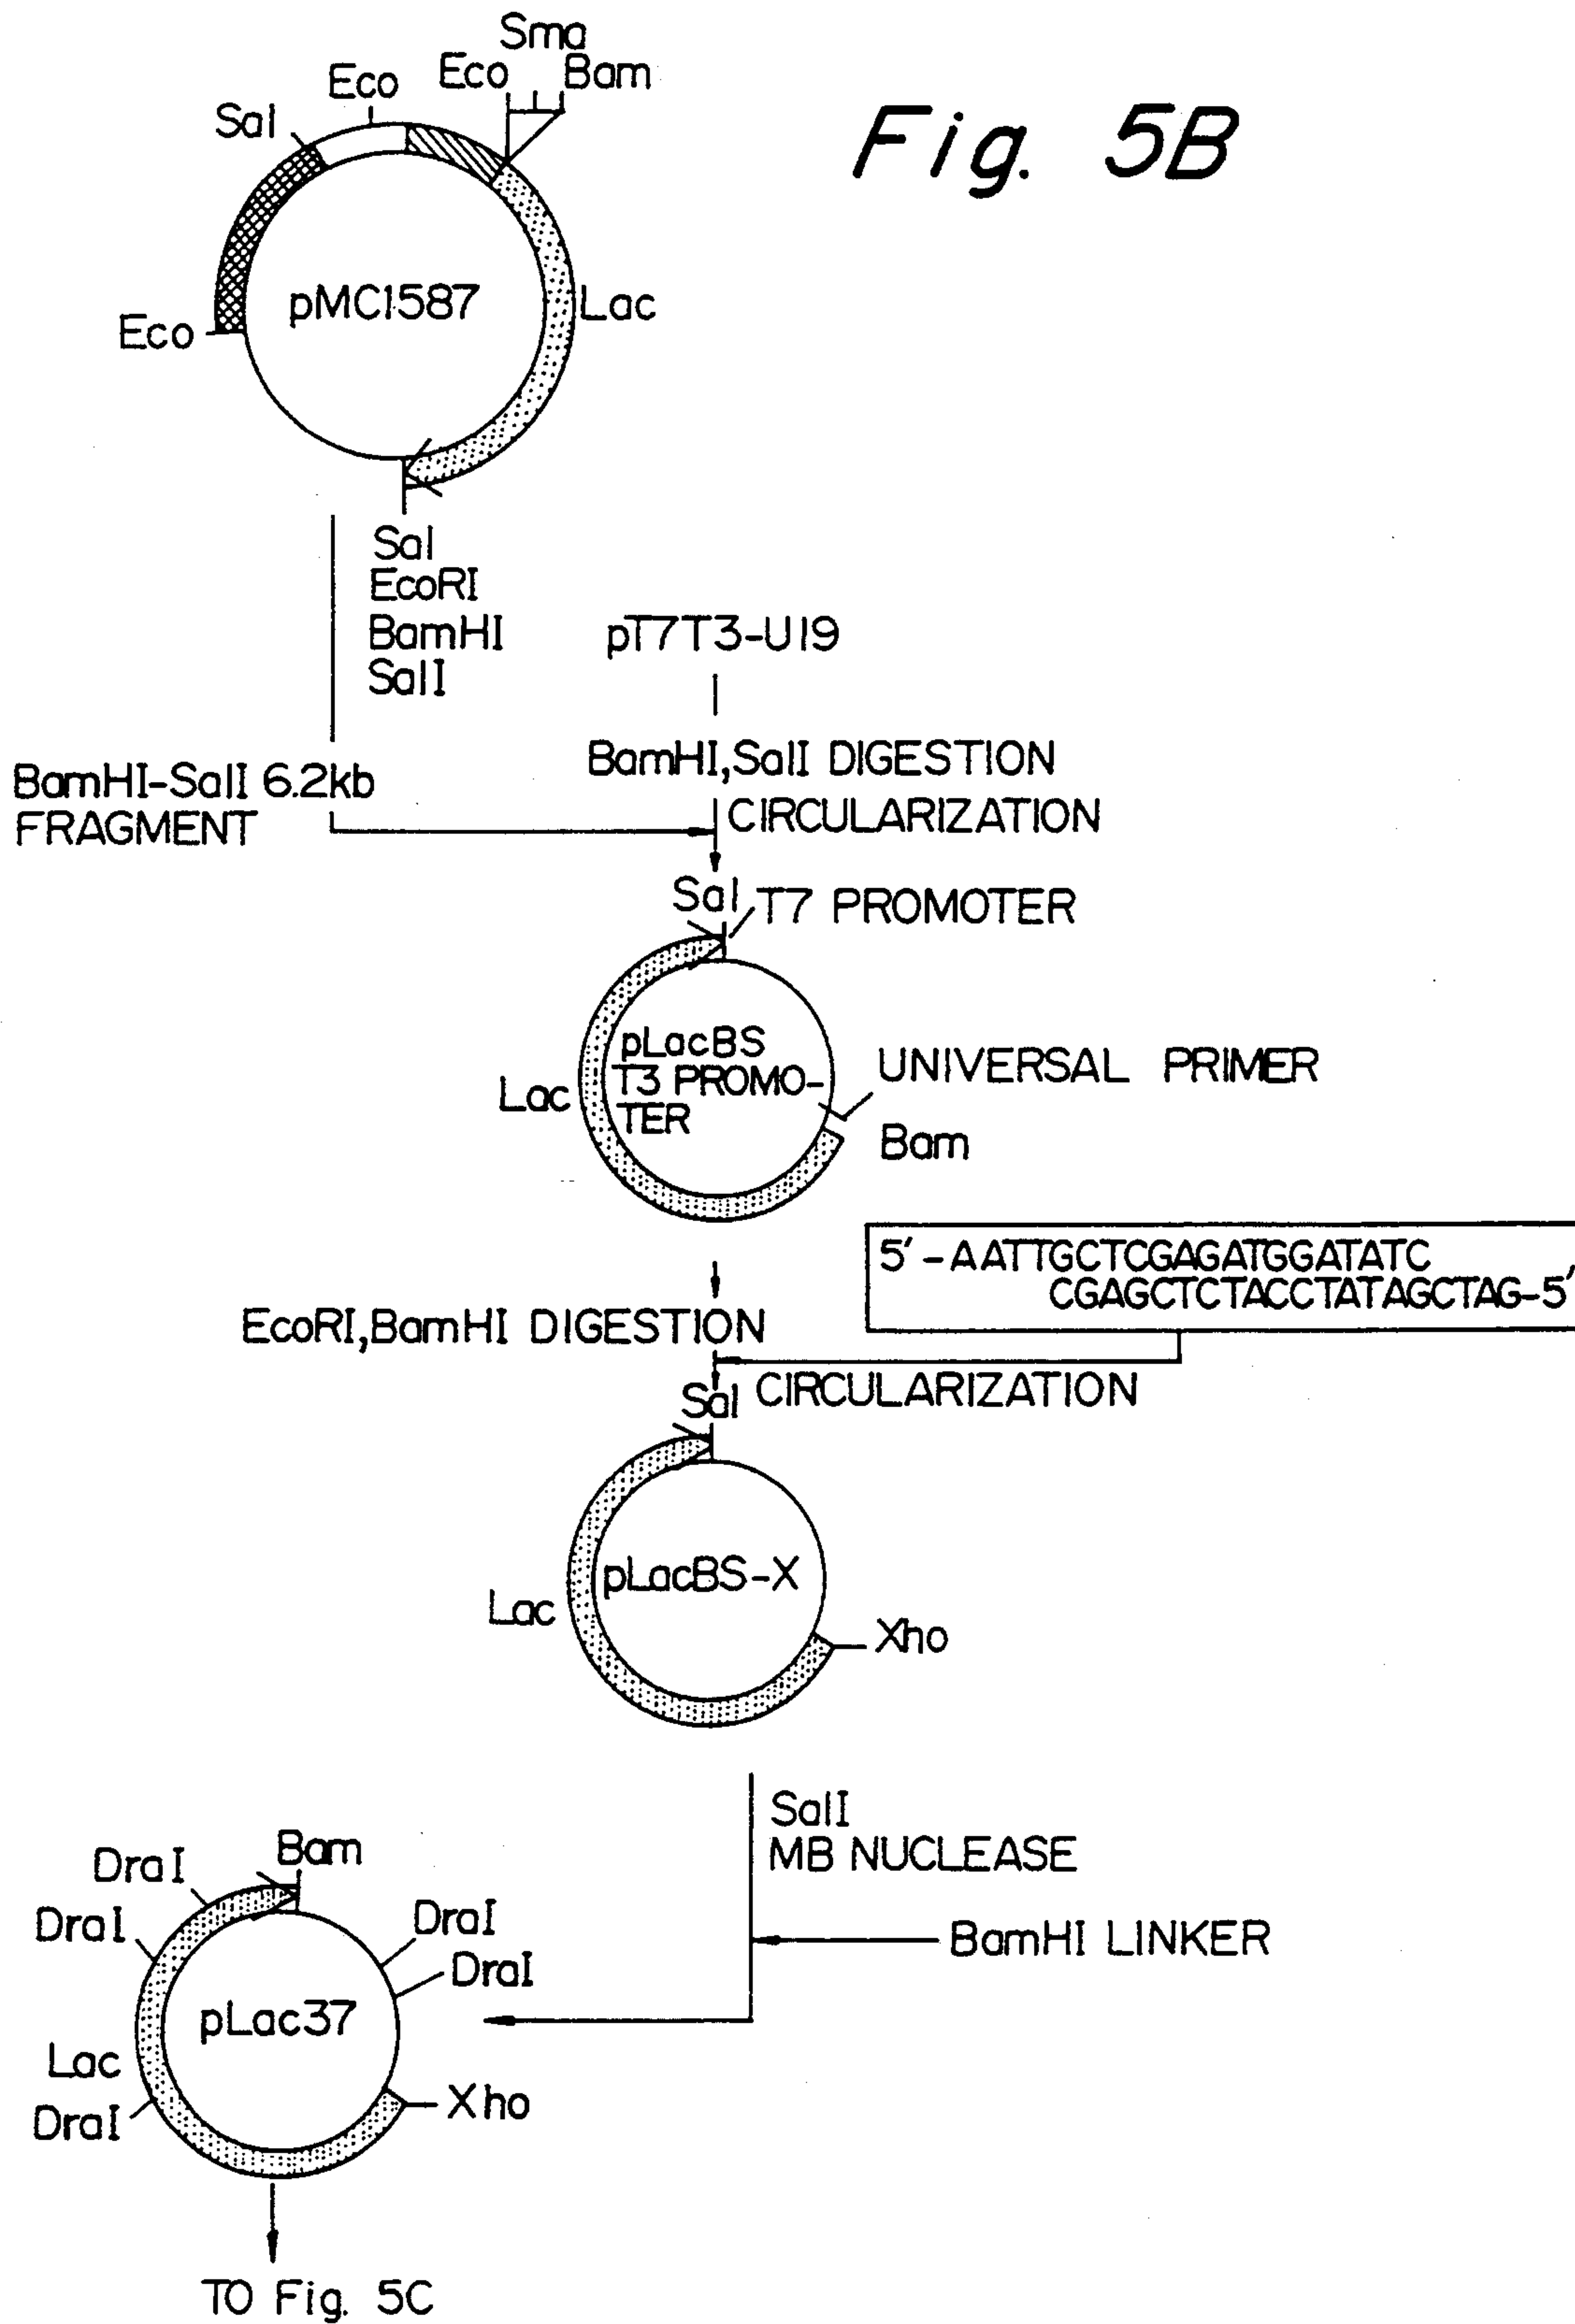 Fig. 5B
Sma
Eco
Eco
Bam
Sal
pMC1587
Lac
Eco
Sal
EcoRI
BamHI
SalI
pT7T3-U19
BamHI,SalI DIGESTION
BamHI-SalI 6.2kb
FRAGMENT
CIRCULARIZATION
Sal
T7 PROMOTER
pLacBS
T3 PROMO-
TER
UNIVERSAL PRIMER
Lac
Bam
5'-AATTGCTCGAGATGGATATC
CGAGCTCTACCTATAGCTAG-5'
EcoRI,BamHI DIGESTION
CIRCULARIZATION
Sal
pLacBS-X
Lac
Xho
SalI
MB NUCLEASE
BamHI LINKER
Bam
DraI
DraI
DraI
DraI
pLac37
Lac
DraI
Xho
TO Fig. 5C